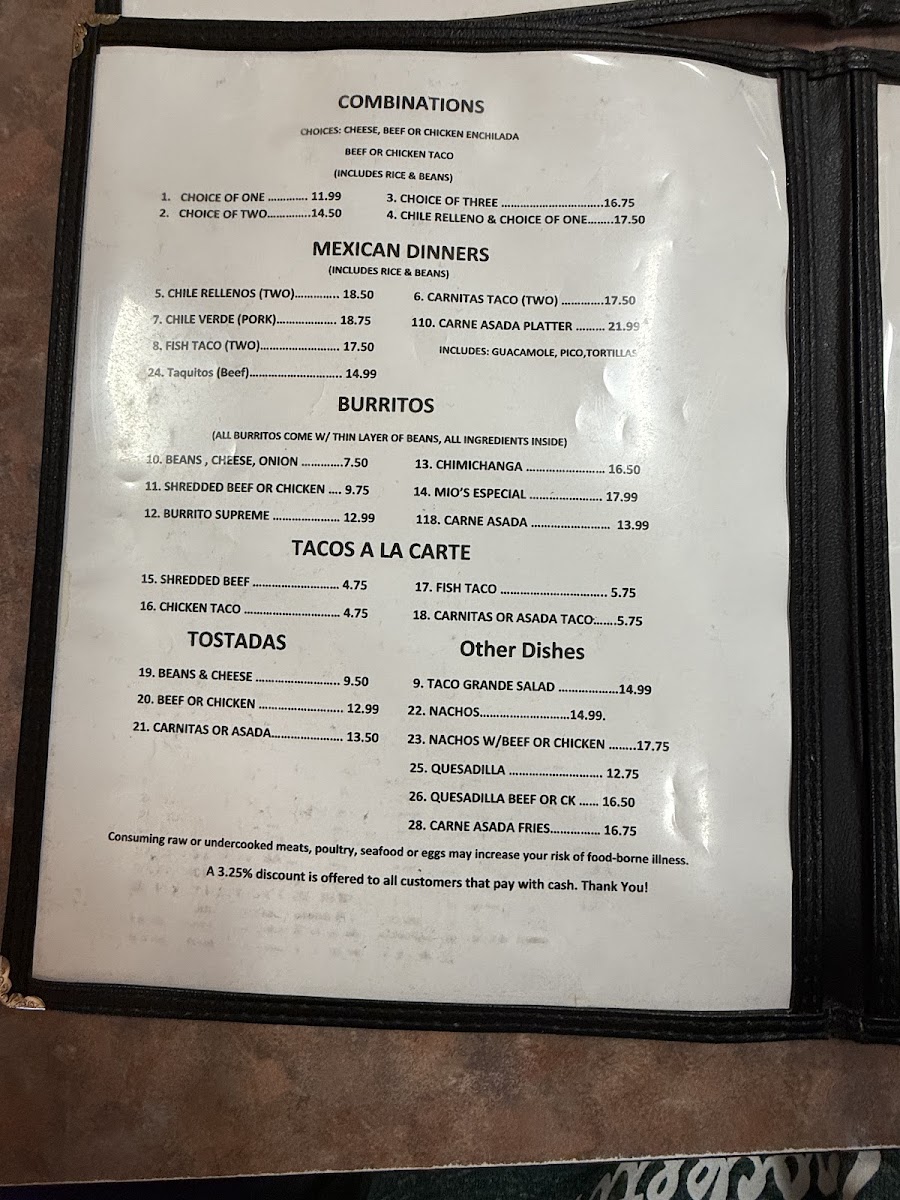 COMBINATIONS
CHOICES: CHEESE, BEEF OR CHICKEN ENCHILADA
BEEF OR CHICKEN TACO
(INCLUDES RICE & BEANS)
1. CHOICE OF ONE ............. 11.99
2. CHOICE OF TWO.............14.50
3. CHOICE OF THREE ...............................16.75
4. CHILE RELLENO & CHOICE OF ONE........17.50
MEXICAN DINNERS
(INCLUDES RICE & BEANS)
5. CHILE RELLENOS (TWO).............. 18.50
7. CHILE VERDE (PORK)................... 18.75
8. FISH TACO (TWO)......................... 17.50
24. Taquitos (Beef)............................. 14.99
6. CARNITAS TACO (TWO) .............17.50
110. CARNE ASADA PLATTER ......... 21.99
INCLUDES: GUACAMOLE, PICO,TORTILLAS
BURRITOS
(ALL BURRITOS COME W/ THIN LAYER OF BEANS, ALL INGREDIENTS INSIDE)
10. BEANS , CHEESE, ONION .............7.50
11. SHREDDED BEEF OR CHICKEN .... 9.75
12. BURRITO SUPREME ..................... 12.99
13. CHIMICHANGA ........................ 16.50
14. MIO'S ESPECIAL ...................... 17.99
118. CARNE ASADA ........................ 13.99
TACOS A LA CARTE
15. SHREDDED BEEF ........................... 4.75
16. CHICKEN TACO .............................. 4.75
17. FISH TACO ................................. 5.75
18. CARNITAS OR ASADA TACO.......5.75
TOSTADAS
19. BEANS & CHEESE .......................... 9.50
20. BEEF OR CHICKEN .......................... 12.99
21. CARNITAS OR ASADA...................... 13.50
Other Dishes
9. TACO GRANDE SALAD ..................14.99
22. NACHOS............................14.99.
23. NACHOS W/BEEF OR CHICKEN ........17.75
25. QUESADILLA ............................. 12.75
26. QUESADILLA BEEF OR CK ...... 16.50
28. CARNE ASADA FRIES............... 16.75
Consuming raw or undercooked meats, poultry, seafood or eggs may increase your risk of food-borne illness.
A 3.25% discount is offered to all customers that pay with cash. Thank You!